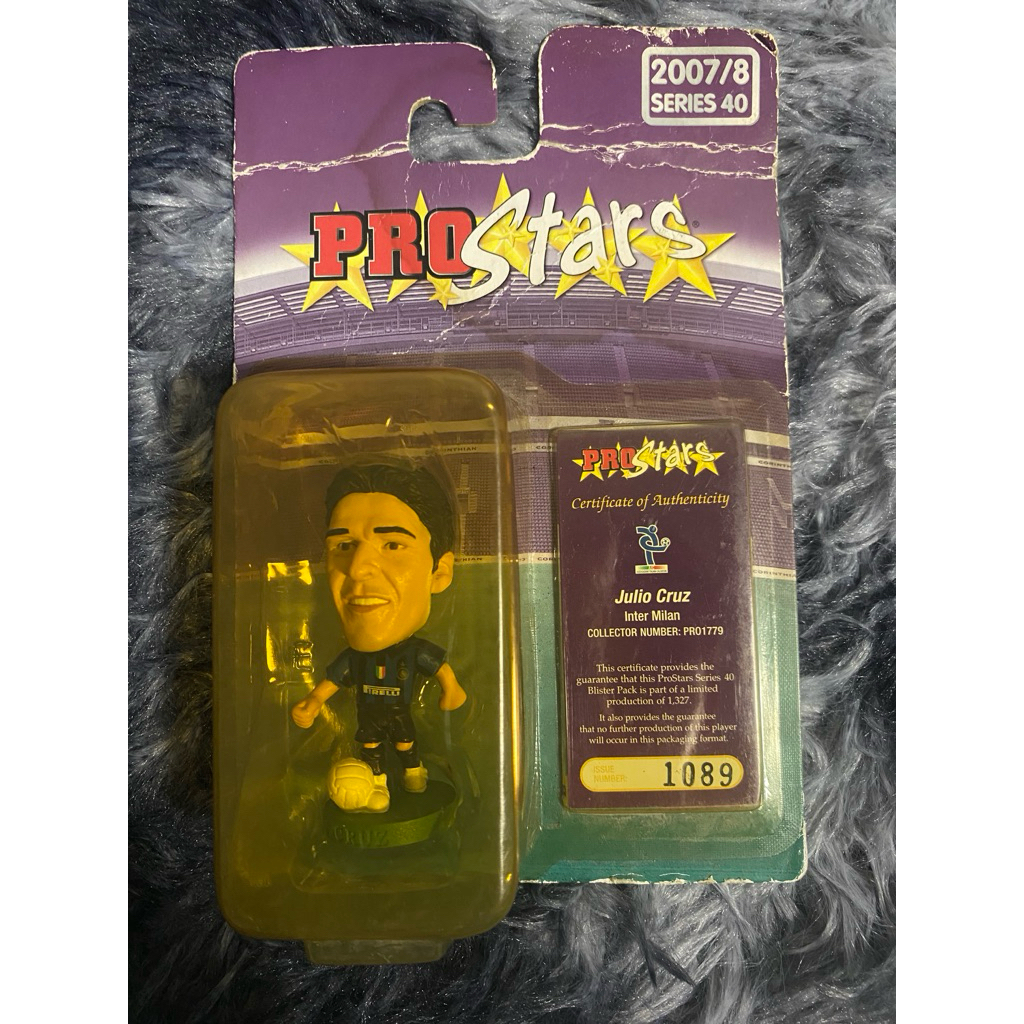 2007/8
SERIES 40
PROStars
PROStars
Certificate of Authenticity
Julio Cruz
Inter Milan
COLLECTOR NUMBER: PRO1779
This certificate provides the
guarantee that this ProStars Series 40
Blister Pack is part of a limited
production of 1,327.
It also provides the guarantee
that no further production of this player
will occur in this packaging format.
ISSUE
NUMBER:
1089
PIRELLI
CRUZ